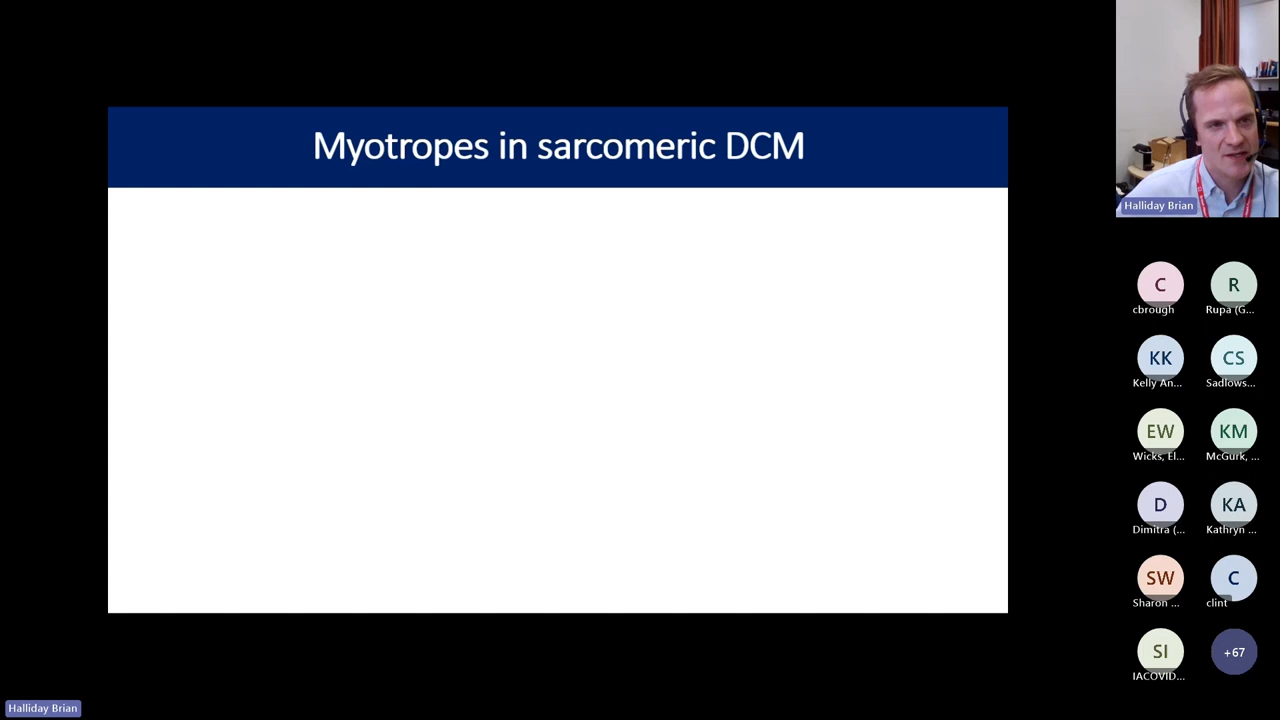 Myotropes in sarcomeric DCM
Halliday Brian
C
R
cbrough
Rupa (G...
KK
CS
Kelly An...
Sadlows...
EW
KM
Wicks, El...
McGurk, ...
D
KA
Dimitra (...
Kathryn ...
SW
C
Sharon ...
clint
SI
+67
IACOVID...
Halliday Brian